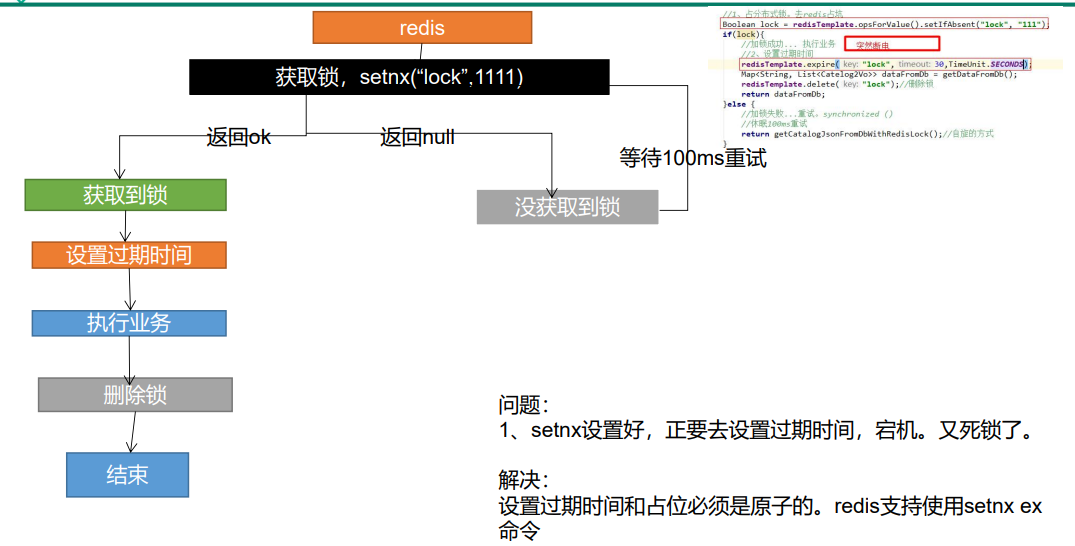 redis
获取锁，setnx(“lock”,1111)
返回ok
返回null
等待100ms重试
获取到锁
没获取到锁
设置过期时间
执行业务
删除锁
结束
//1、占分布式锁。去redis占坑
Boolean lock = redisTemplate.opsForValue().setIfAbsent("lock", "111");
if(lock){
//加锁成功... 执行业务
突然断电
//2、设置过期时间
redisTemplate.expire( key: "lock", timeout: 30,TimeUnit.SECONDS);
Map<String, List<Catelog2Vo>> dataFromDb = getDataFromDb();
redisTemplate.delete( key: "lock");//删除锁
return dataFromDb;
}else {
//加锁失败...重试。synchronized ()
//休眠100ms重试
return getCatalogJsonFromDbWithRedisLock();//自旋的方式
}
问题：
1、setnx设置好，正要去设置过期时间，宕机。又死锁了。
解决：
设置过期时间和占位必须是原子的。redis支持使用setnx ex
命令